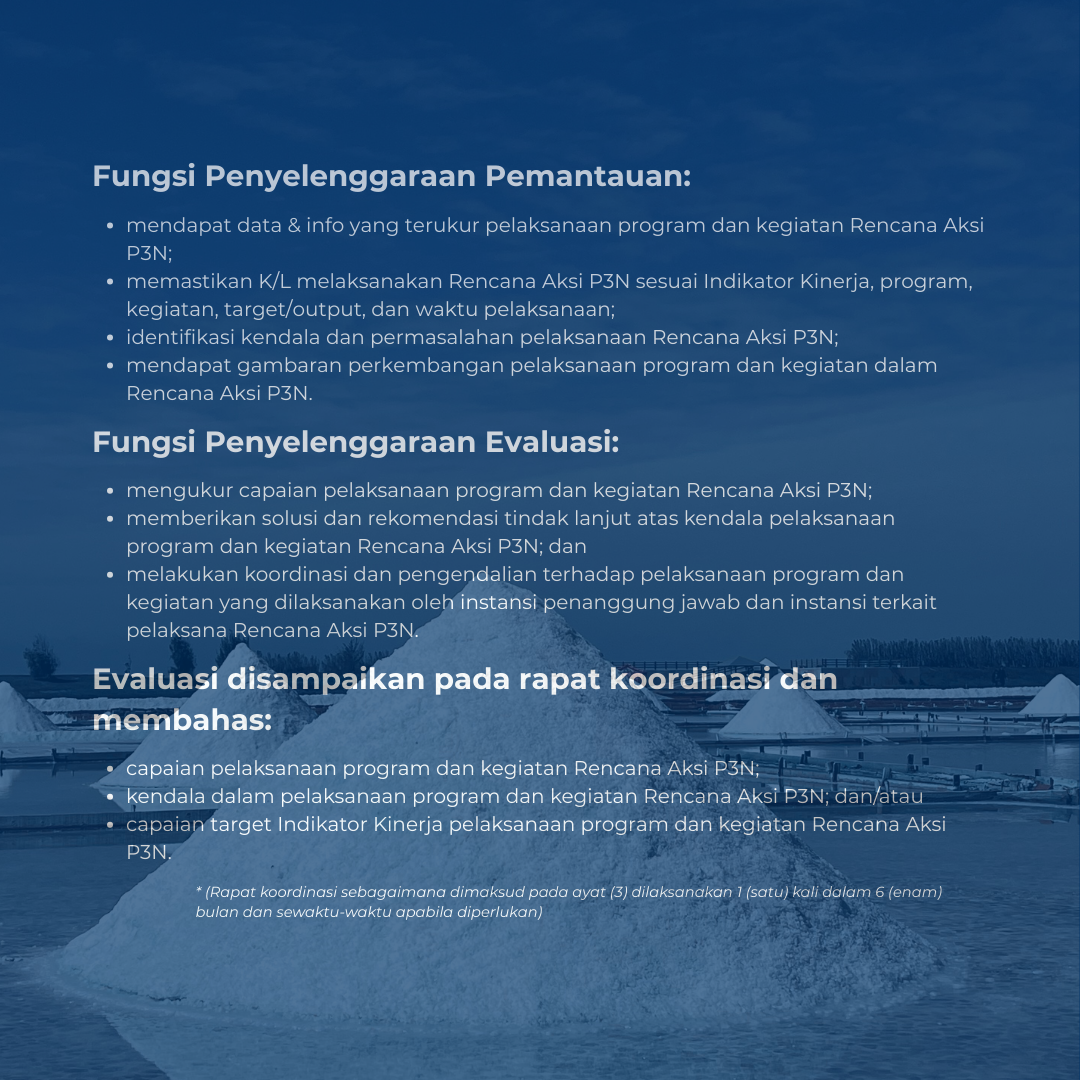 Fungsi Penyelenggaraan Pemantauan:
• mendapat data & info yang terukur pelaksanaan program dan kegiatan Rencana Aksi
P3N;
• memastikan K/L melaksanakan Rencana Aksi P3N sesuai Indikator Kinerja, program,
kegiatan, target/output, dan waktu pelaksanaan;
• identifikasi kendala dan permasalahan pelaksanaan Rencana Aksi P3N;
• mendapat gambaran perkembangan pelaksanaan program dan kegiatan dalam
Rencana Aksi P3N.
Fungsi Penyelenggaraan Evaluasi:
• mengukur capaian pelaksanaan program dan kegiatan Rencana Aksi P3N;
• memberikan solusi dan rekomendasi tindak lanjut atas kendala pelaksanaan
program dan kegiatan Rencana Aksi P3N; dan
• melakukan koordinasi dan pengendalian terhadap pelaksanaan program dan
kegiatan yang dilaksanakan oleh instansi penanggung jawab dan instansi terkait
pelaksana Rencana Aksi P3N.
Evaluasi disampaikan pada rapat koordinasi dan
membahas:
• capaian pelaksanaan program dan kegiatan Rencana Aksi P3N;
• kendala dalam pelaksanaan program dan kegiatan Rencana Aksi P3N; dan/atau
• capaian target Indikator Kinerja pelaksanaan program dan kegiatan Rencana Aksi
P3N.
* (Rapat koordinasi sebagaimana dimaksud pada ayat (3) dilaksanakan 1 (satu) kali dalam 6 (enam)
bulan dan sewaktu-waktu apabila diperlukan)